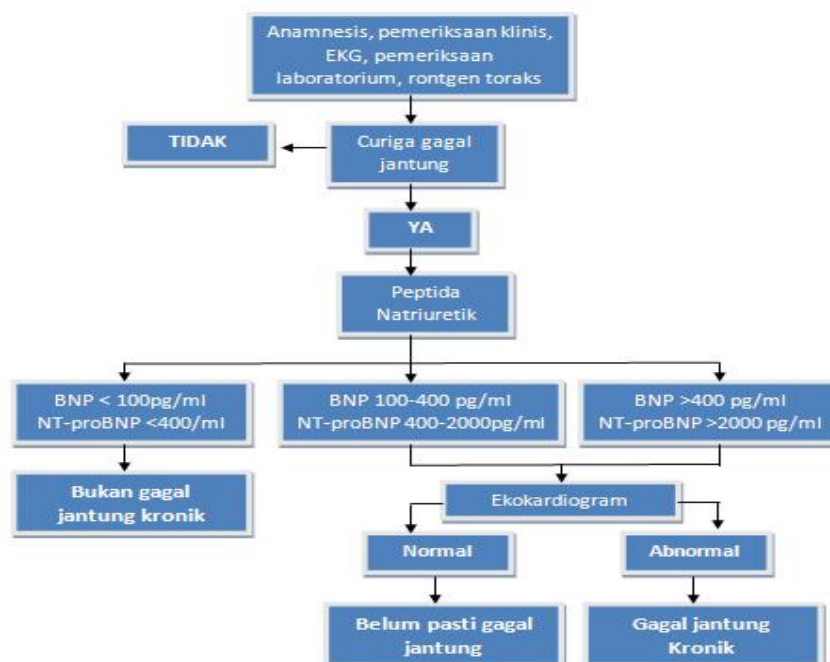 Anamnesis, pemeriksaan klinis,
EKG, pemeriksaan
laboratorium, rontgen toraks
TIDAK
Curiga gagal
jantung
YA
Peptida
Natriuretik
BNP < 100pg/ml
NT-proBNP <400/ml
BNP 100-400 pg/ml
NT-proBNP 400-2000pg/ml
BNP >400 pg/ml
NT-proBNP >2000 pg/ml
Bukan gagal
jantung kronik
Ekokardiogram
Normal
Abnormal
Belum pasti gagal
jantung
Gagal jantung
Kronik